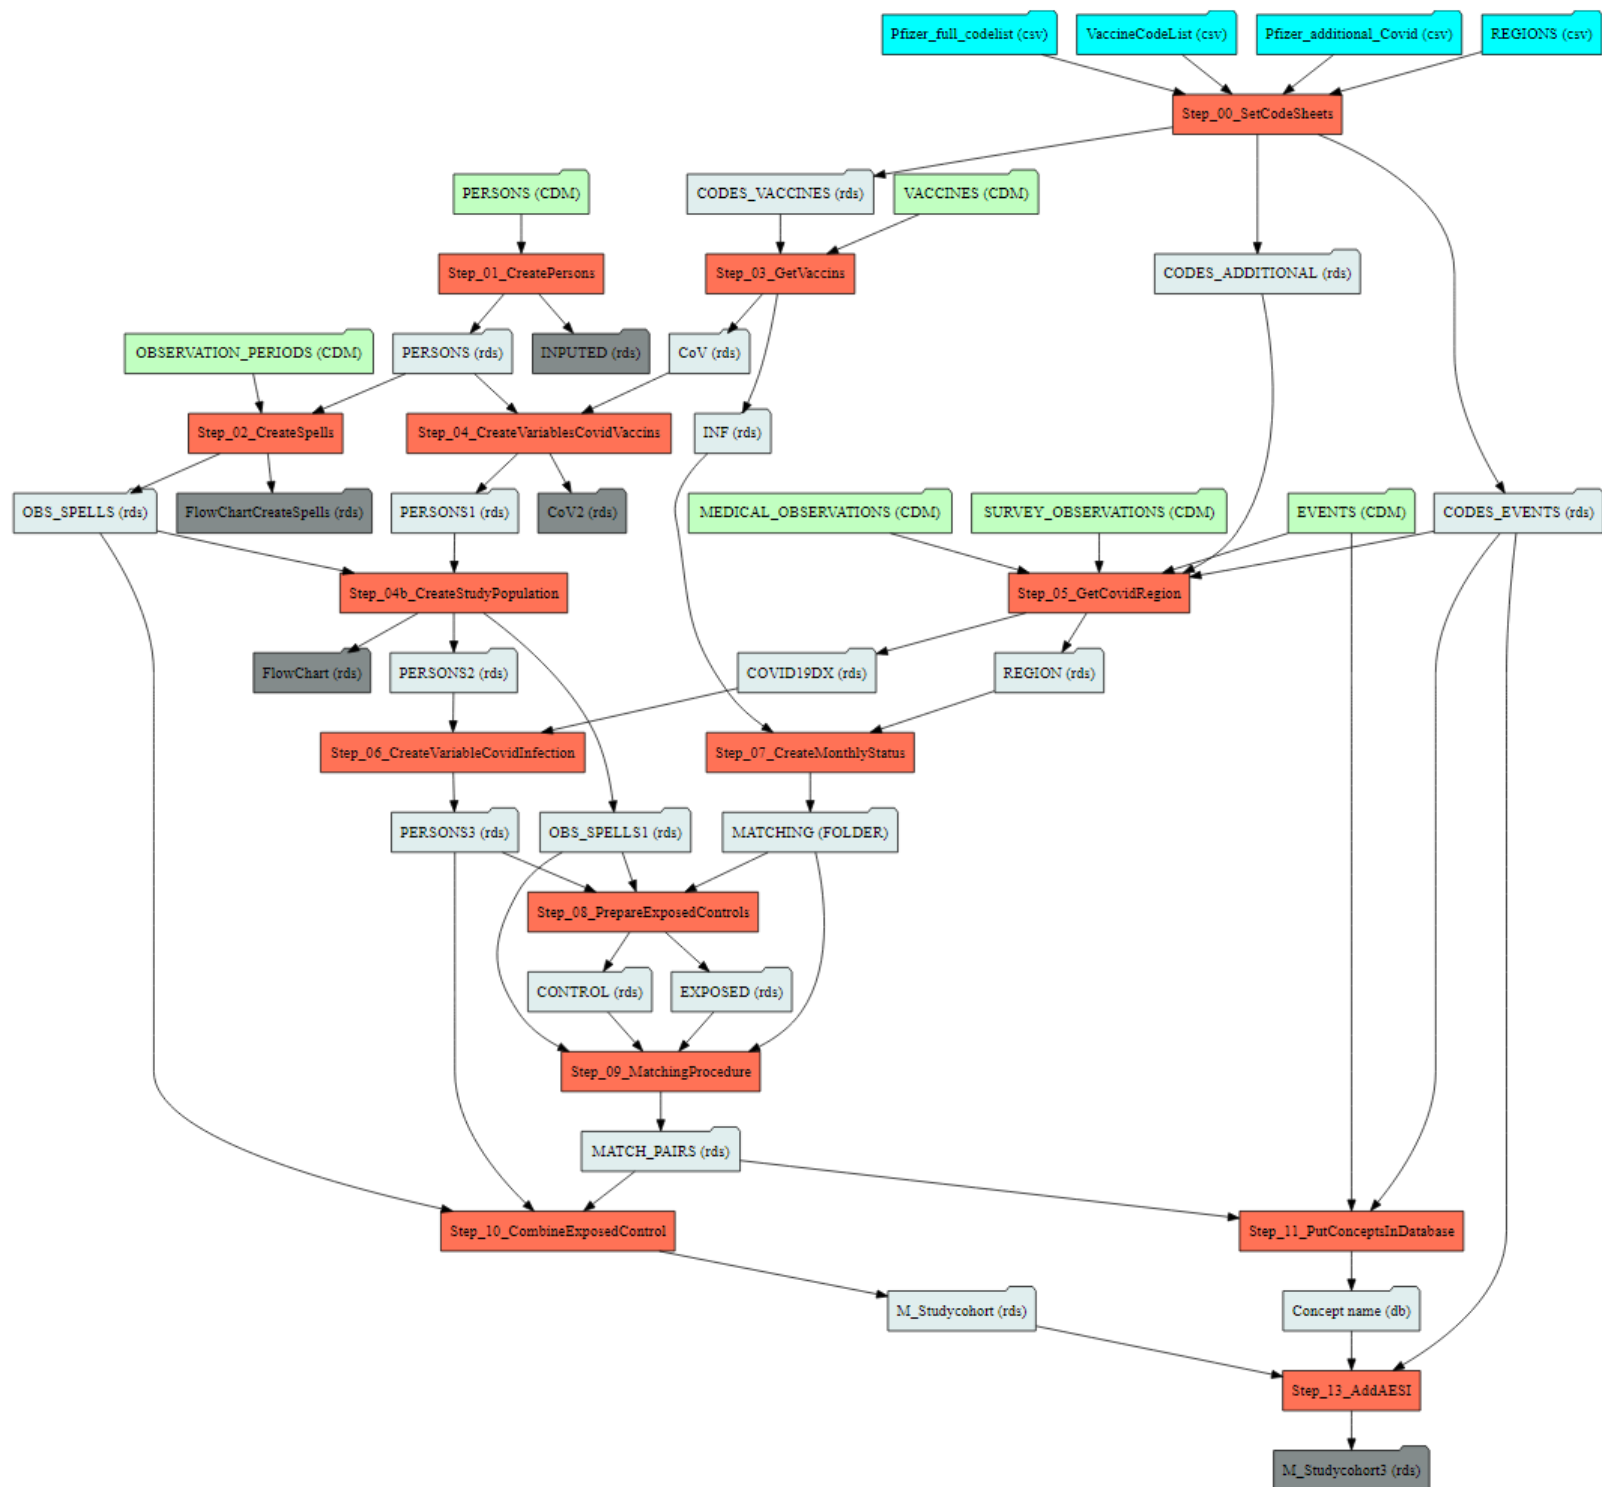 Pfizer_full_codelist (csv)
VaccineCodeList (csv)
Pfizer_additional_Covid (csv)
REGIONS (csv)
Step_00_SetCodeSheets
PERSONS (CDM)
CODES_VACCINES (rds)
VACCINES (CDM)
Step_01_CreatePersons
Step_03_GetVaccins
CODES_ADDITIONAL (rds)
OBSERVATION_PERIODS (CDM)
PERSONS (rds)
INPUTED (rds)
CoV (rds)
Step_02_CreateSpells
Step_04_CreateVariablesCovidVaccins
INF (rds)
OBS_SPELLS (rds)
FlowChartCreateSpells (rds)
PERSONS1 (rds)
CoV2 (rds)
MEDICAL_OBSERVATIONS (CDM)
SURVEY_OBSERVATIONS (CDM)
EVENTS (CDM)
CODES_EVENTS (rds)
Step_04b_CreateStudyPopulation
Step_05_GetCovidRegion
FlowChart (rds)
PERSONS2 (rds)
COVID19DX (rds)
REGION (rds)
Step_06_CreateVariableCovidInfection
Step_07_CreateMonthlyStatus
PERSONS3 (rds)
OBS_SPELLS1 (rds)
MATCHING (FOLDER)
Step_08_PrepareExposedControls
CONTROL (rds)
EXPOSED (rds)
Step_09_MatchingProcedure
MATCH_PAIRS (rds)
Step_10_CombineExposedControl
Step_11_PutConceptsInDatabase
M_Studycohort (rds)
Concept name (db)
Step_13_AddAESI
M_Studycohort3 (rds)